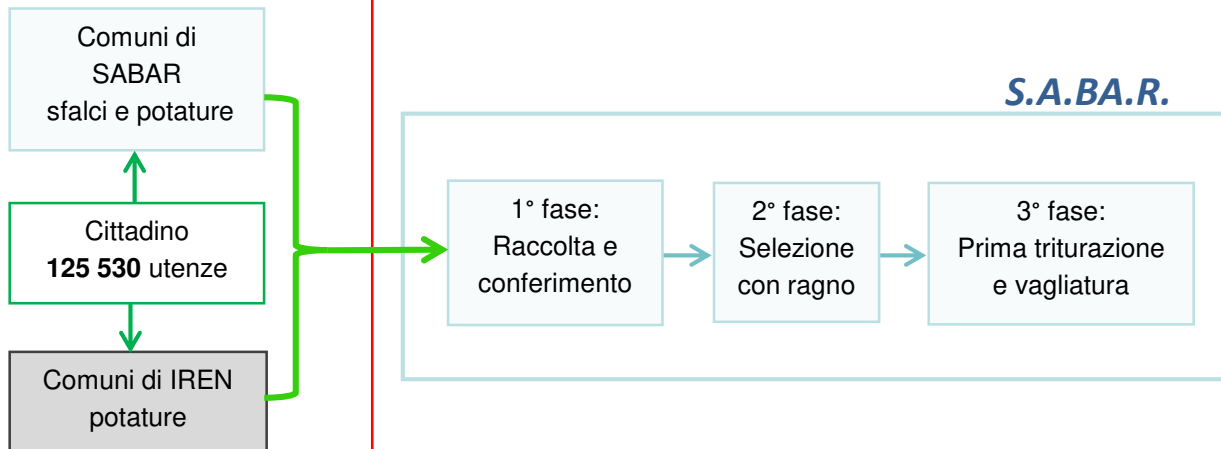 Comuni di
SABAR
sfalci e potature
Cittadino
125 530 utenze
Comuni di IREN
potature
S.A.BA.R.
1° fase:
Raccolta e
conferimento
2° fase:
Selezione
con ragno
3° fase:
Prima triturazione
e vagliatura